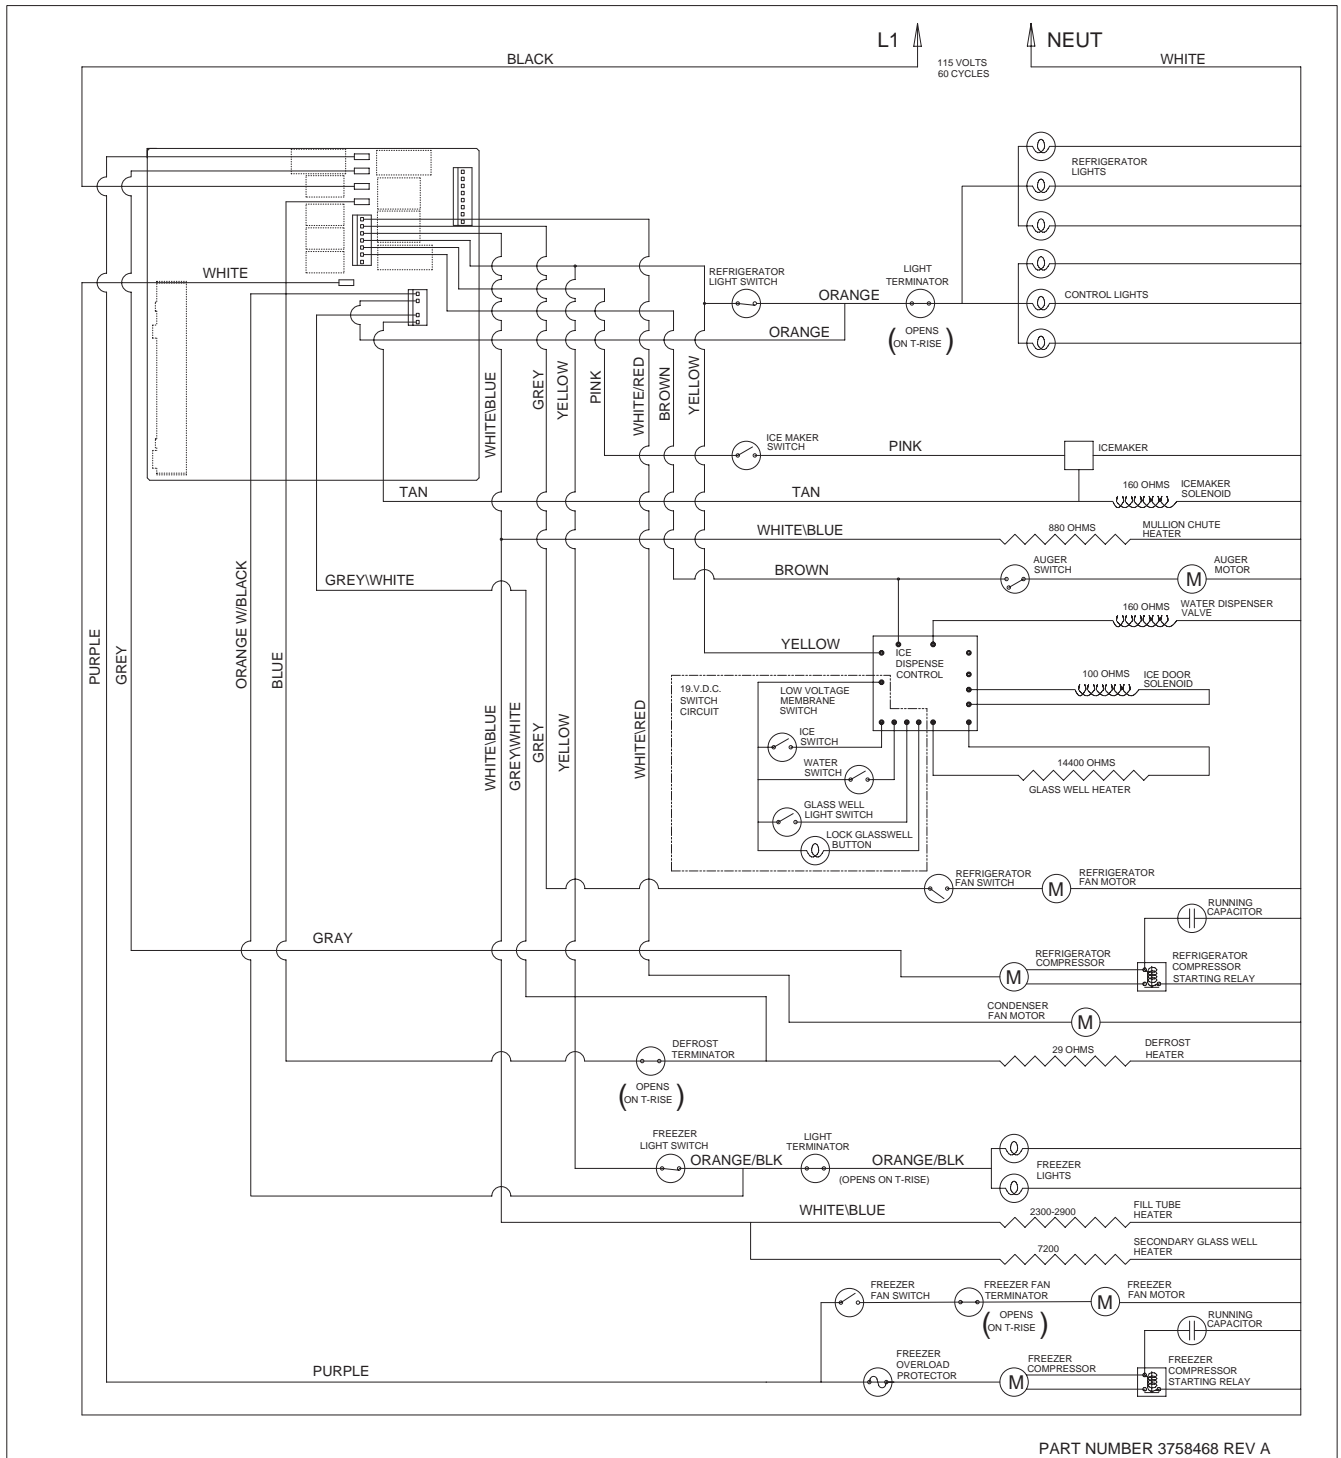 L1
NEUT
BLACK
115 VOLTS
60 CYCLES
WHITE
REFRIGERATOR
LIGHTS
WHITE
REFRIGERATOR
LIGHT SWITCH
ORANGE
LIGHT
TERMINATOR
CONTROL LIGHTS
ORANGE
( OPENS
ON T-RISE )
WHITE\BLUE
GREY
YELLOW
PINK
WHITE/RED
BROWN
YELLOW
ICE MAKER
SWITCH
PINK
ICEMAKER
TAN
TAN
160 OHMS
ICEMAKER
SOLENOID
WHITE\BLUE
880 OHMS
MULLION CHUTE
HEATER
GREY\WHITE
BROWN
AUGER
SWITCH
M
AUGER
MOTOR
PURPLE
GREY
ORANGE W/BLACK
BLUE
160 OHMS
WATER DISPENSER
VALVE
YELLOW
ICE
DISPENSE
CONTROL
100 OHMS
ICE DOOR
SOLENOID
19.V.D.C.
SWITCH
CIRCUIT
LOW VOLTAGE
MEMBRANE
SWITCH
WHITE\BLUE
GREY\WHITE
GREY
YELLOW
WHITE\RED
ICE
SWITCH
WATER
SWITCH
14400 OHMS
GLASS WELL HEATER
GLASS WELL
LIGHT SWITCH
LOCK GLASSWELL
BUTTON
REFRIGERATOR
FAN SWITCH
M
REFRIGERATOR
FAN MOTOR
RUNNING
CAPACITOR
GRAY
M
REFRIGERATOR
COMPRESSOR
REFRIGERATOR
COMPRESSOR
STARTING RELAY
CONDENSER
FAN MOTOR
M
DEFROST
TERMINATOR
29 OHMS
DEFROST
HEATER
( OPENS
ON T-RISE )
FREEZER
LIGHT SWITCH
ORANGE/BLK
LIGHT
TERMINATOR
ORANGE/BLK
(OPENS ON T-RISE)
FREEZER
LIGHTS
WHITE\BLUE
2300-2900
FILL TUBE
HEATER
7200
SECONDARY GLASS WELL
HEATER
FREEZER
FAN SWITCH
FREEZER FAN
TERMINATOR
( OPENS
ON T-RISE )
M
FREEZER
FAN MOTOR
RUNNING
CAPACITOR
PURPLE
FREEZER
OVERLOAD
PROTECTOR
M
FREEZER
COMPRESSOR
FREEZER
COMPRESSOR
STARTING RELAY
PART NUMBER 3758468 REV A